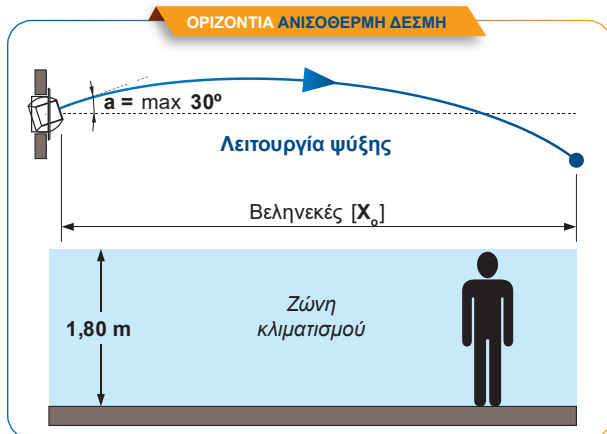 ΟΡΙΖΟΝΤΙΑ ΑΝΙΣΟΘΕΡΜΗ ΔΕΣΜΗ
a = max 30º
Λειτουργία ψύξης
Βεληνεκές [Xₒ]
1,80 m
Ζώνη
κλιματισμού